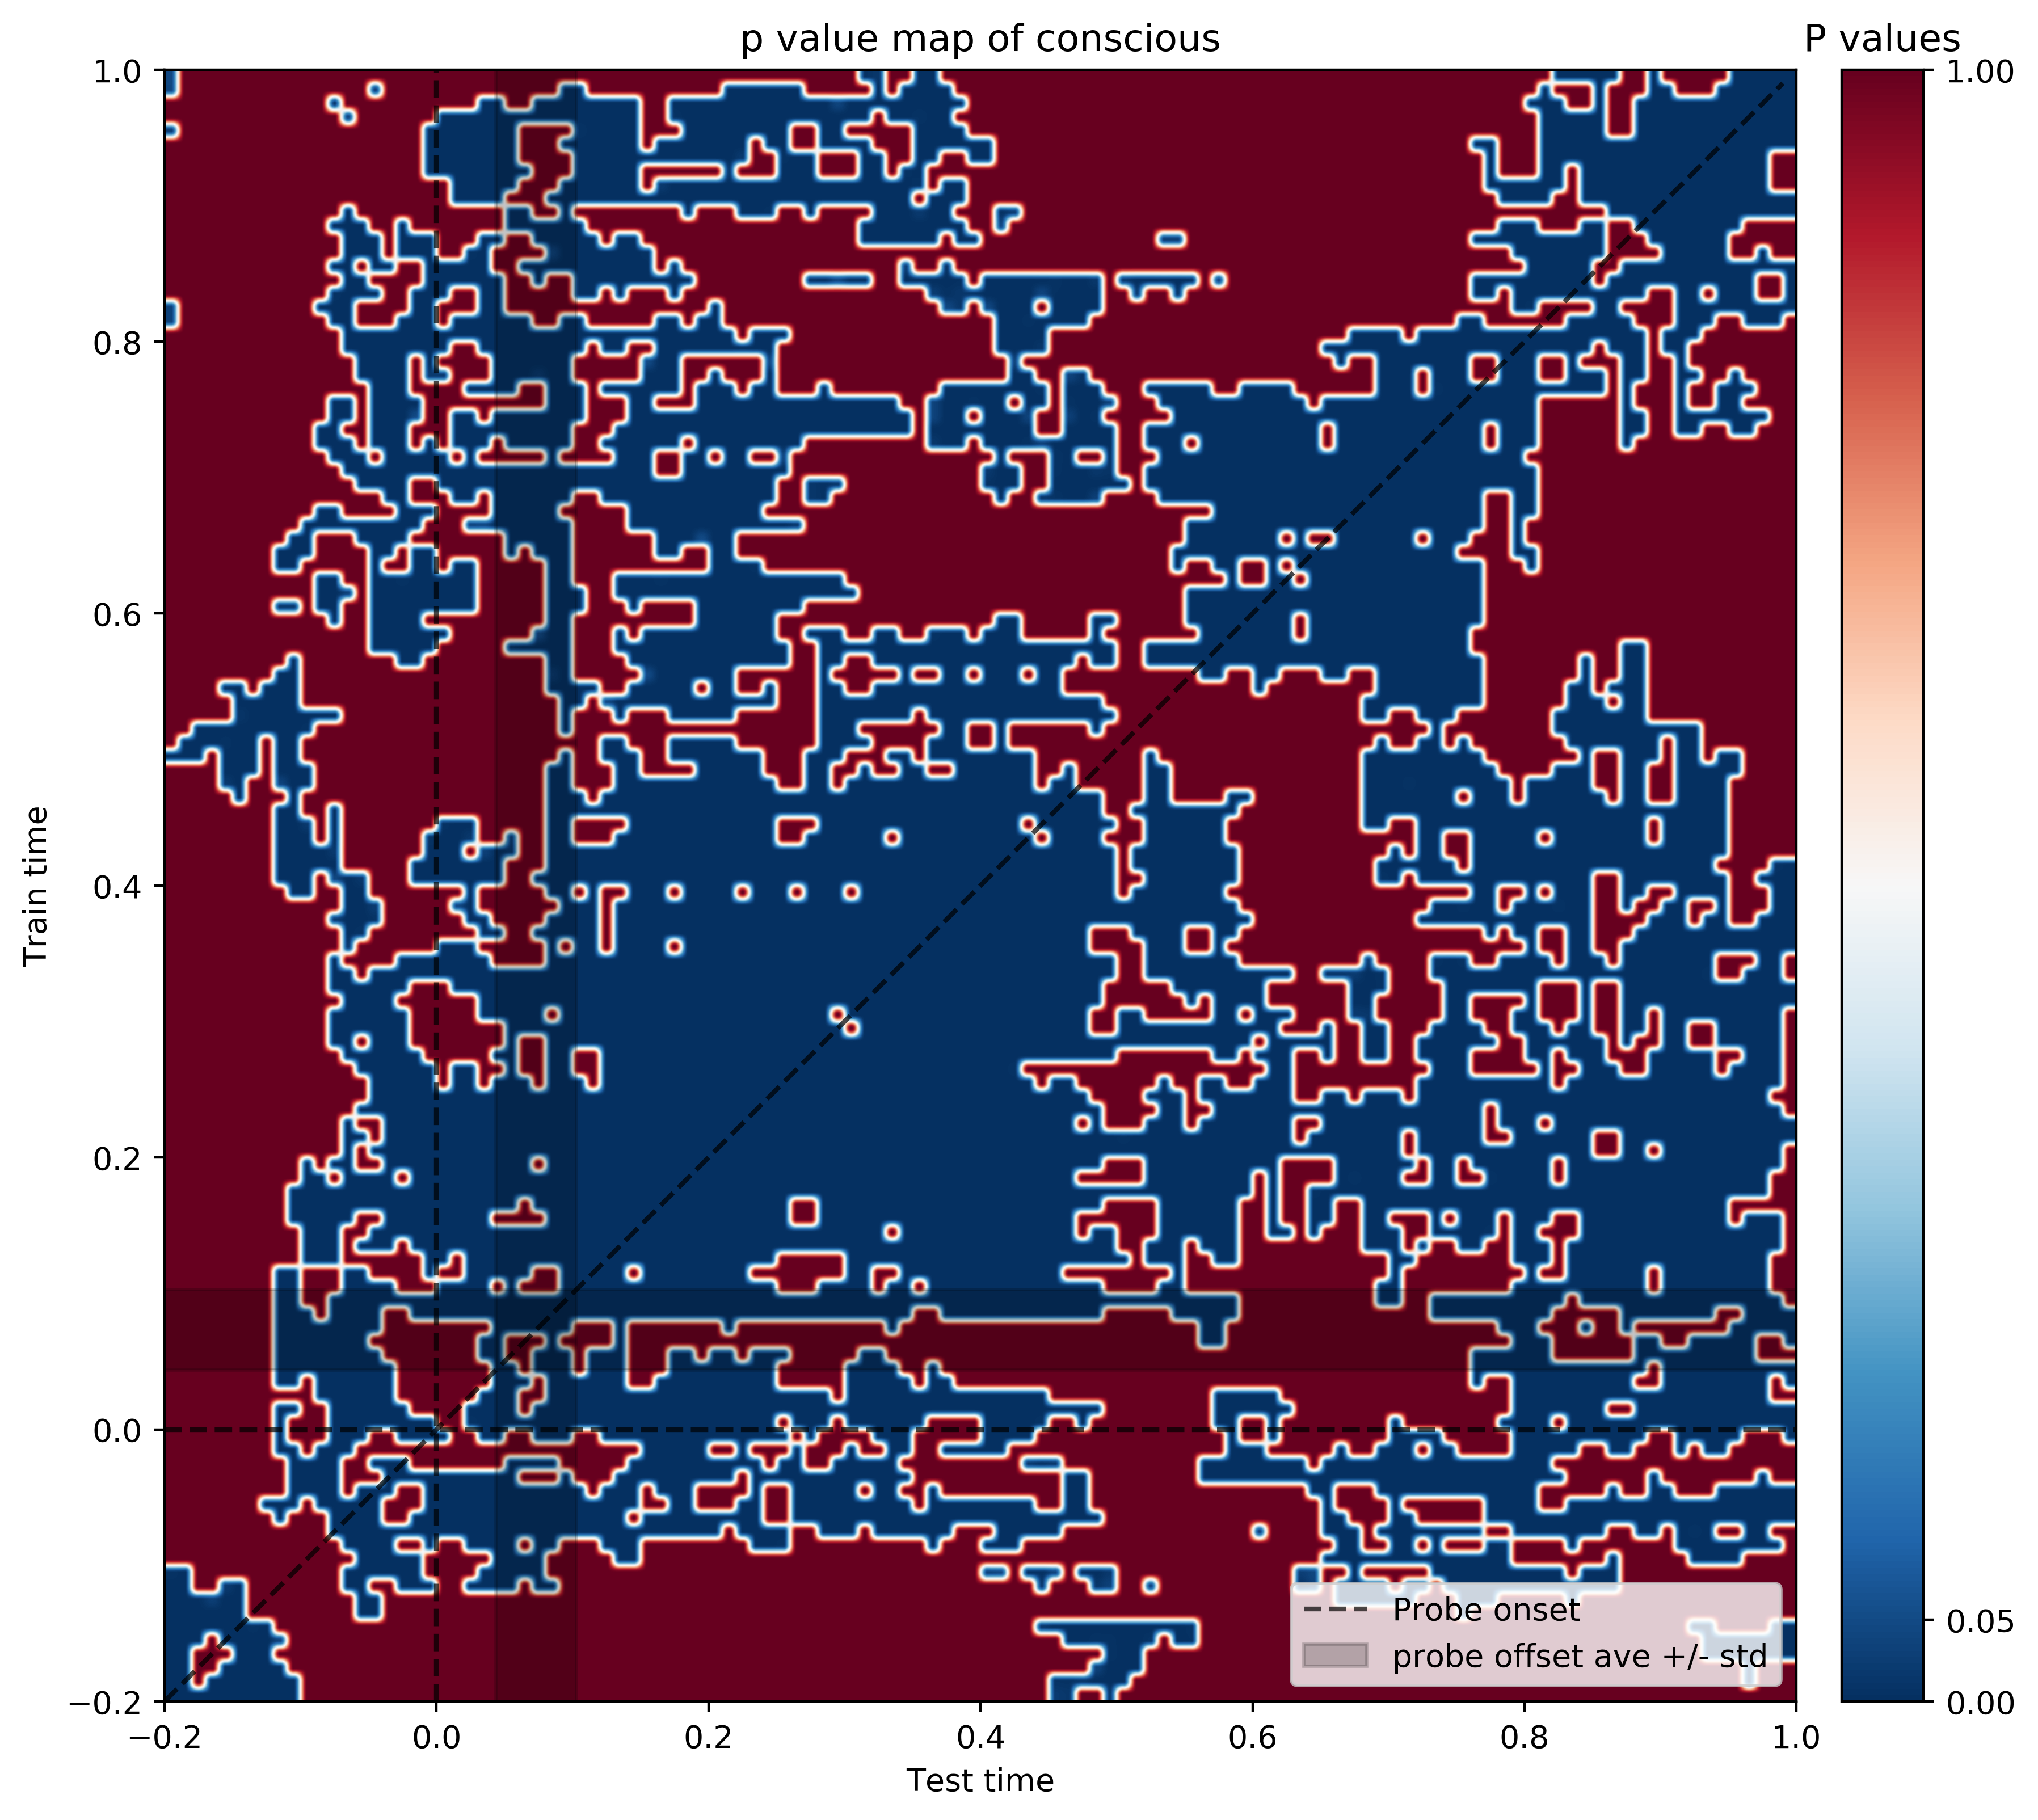 p value map of conscious
P values
1.0
0.8
0.6
0.4
0.2
0.0
−0.2
Train time
−0.2
0.0
0.2
0.4
0.6
0.8
1.0
Test time
Probe onset
probe offset ave +/- std
1.00
0.05
0.00